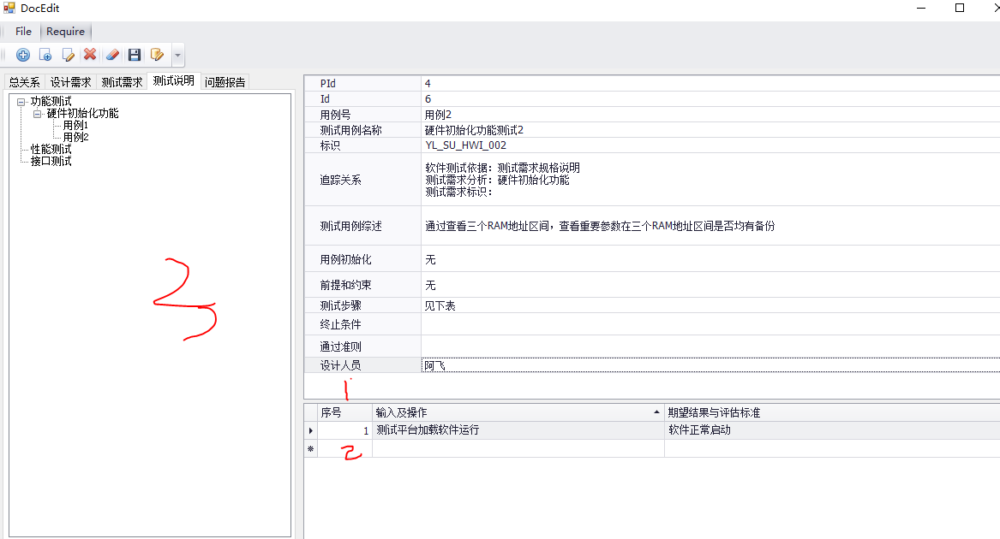 DocEdit
File Require
总关系 设计需求 测试需求 测试说明 问题报告
功能测试
硬件初始化功能
用例1
用例2
性能测试
接口测试
3
PId 4
Id 6
用例号 用例2
测试用例名称 硬件初始化功能测试2
标识 YL_SU_HWI_002
追踪关系 软件测试依据：测试需求规格说明
测试需求分析：硬件初始化功能
测试需求标识：
测试用例综述 通过查看三个RAM地址区间，查看重要参数在三个RAM地址区间是否均有备份
用例初始化 无
前提和约束 无
测试步骤 见下表
终止条件
通过准则
设计人员 阿飞
1
序号 输入及操作 期望结果与评估标准
1 测试平台加载软件运行 软件正常启动
2